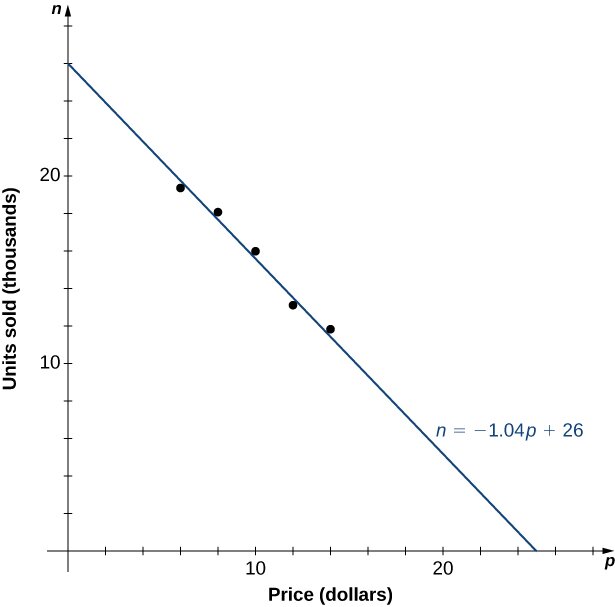 n
20
Units sold (thousands)
10
n = −1.04p + 26
10
20
p
Price (dollars)